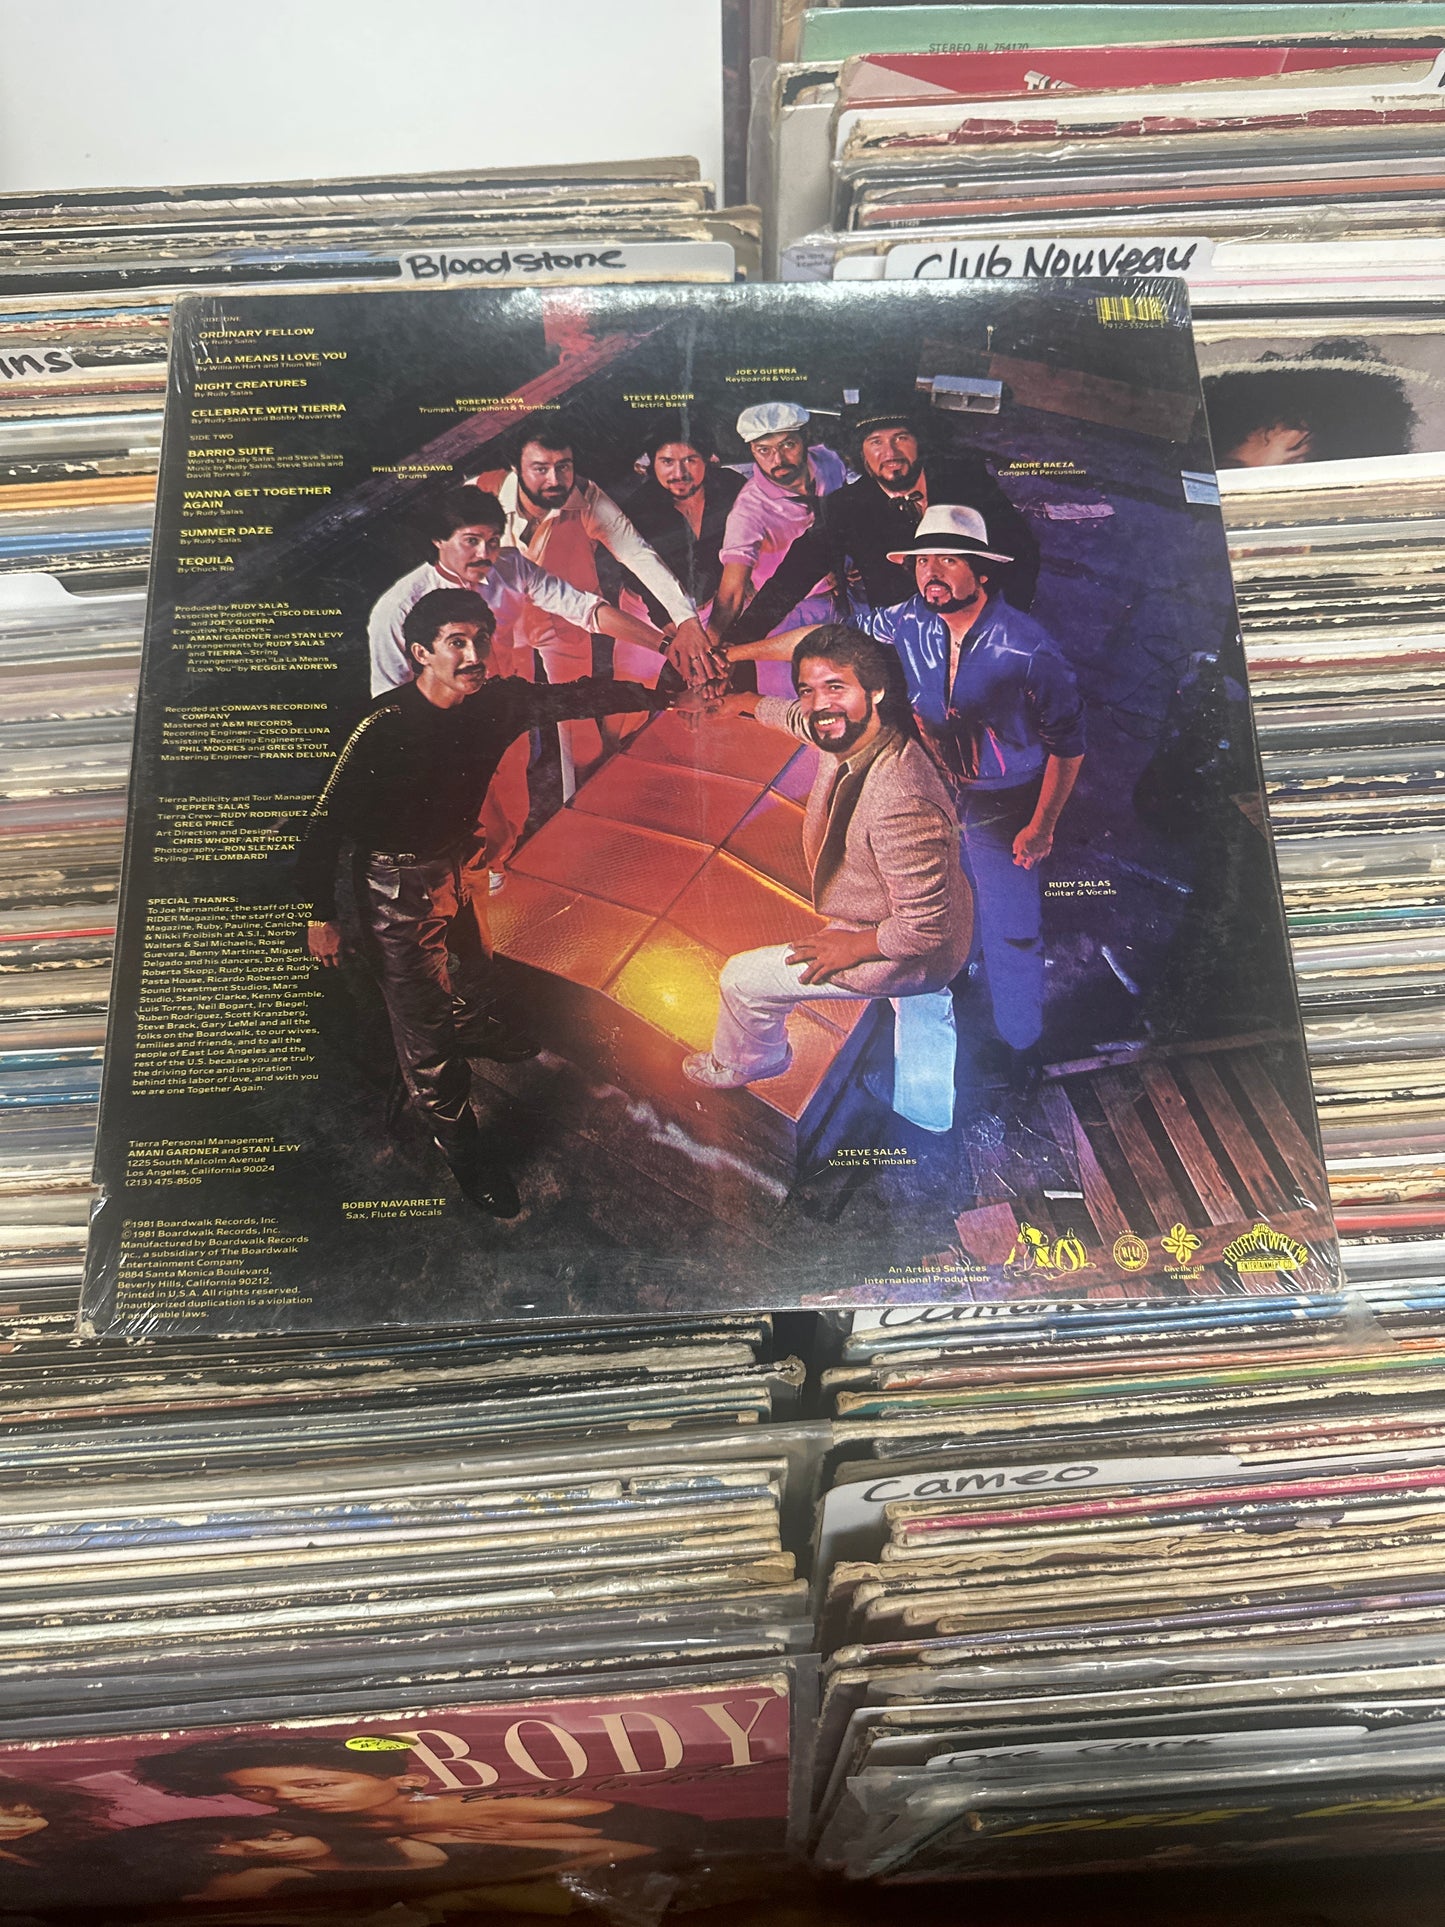 STEREO BL 754170
Bloodstone
Club Nouveau
ins
SIDE ONE
ORDINARY FELLOW
By Rudy Salas
LA LA MEANS I LOVE YOU
By William Hart and Thom Bell
NIGHT CREATURES
By Rudy Salas
CELEBRATE WITH TIERRA
By Rudy Salas and Bobby Navarrete
SIDE TWO
BARRIO SUITE
Words by Rudy Salas and Steve Salas
Music by Rudy Salas, Steve Salas and
David Torres Jr.
WANNA GET TOGETHER
AGAIN
By Rudy Salas
SUMMER DAZE
By Rudy Salas
TEQUILA
By Chuck Rio
Produced by RUDY SALAS
Associate Producers–CISCO DELUNA
and JOEY GUERRA
Executive Producers–
AMANI GARDNER and STAN LEVY
All Arrangements by RUDY SALAS
and TIERRA–String
Arrangements on "La La Means
I Love You" by REGGIE ANDREWS
Recorded at CONWAYS RECORDING
COMPANY
Mastered at A&M RECORDS
Recording Engineer–CISCO DELUNA
Assistant Recording Engineers–
PHIL MOORES and GREG STOUT
Mastering Engineer–FRANK DELUNA
Tierra Publicity and Tour Manager–
PEPPER SALAS
Tierra Crew–RUDY RODRIGUEZ and
GREG PRICE
Art Direction and Design–
CHRIS WHORF/ART HOTEL
Photography–RON SLENZAK
Styling–PIE LOMBARDI
SPECIAL THANKS:
To Joe Hernandez, the staff of LOW
RIDER Magazine, the staff of Q-VO
Magazine, Ruby, Pauline, Caniche, Elly
& Nikki Froibish at A.S.I., Norby
Walters & Sal Michaels, Rosie
Guevara, Benny Martinez, Miguel
Delgado and his dancers, Don Sorkin,
Roberta Skopp, Rudy Lopez & Rudy's
Pasta House, Ricardo Robeson and
Sound Investment Studios, Mars
Studio, Stanley Clarke, Kenny Gamble,
Luis Torres, Neil Bogart, Irv Biegel,
Ruben Rodriguez, Scott Kranzberg,
Steve Brack, Gary LeMel and all the
folks on the Boardwalk, to our wives,
families and friends, and to all the
people of East Los Angeles and the
rest of the U.S. because you are truly
the driving force and inspiration
behind this labor of love, and with you
we are one Together Again.
Tierra Personal Management
AMANI GARDNER and STAN LEVY
1225 South Malcolm Avenue
Los Angeles, California 90024
(213) 475-8505
℗1981 Boardwalk Records, Inc.
©1981 Boardwalk Records, Inc.
Manufactured by Boardwalk Records
Inc., a subsidiary of The Boardwalk
Entertainment Company
9884 Santa Monica Boulevard,
Beverly Hills, California 90212.
Printed in U.S.A. All rights reserved.
Unauthorized duplication is a violation
of applicable laws.
PHILLIP MADAYAG
Drums
ROBERTO LOYA
Trumpet, Fluegelhorn & Trombone
STEVE FALOMIR
Electric Bass
JOEY GUERRA
Keyboards & Vocals
ANDRE BAEZA
Congas & Percussion
RUDY SALAS
Guitar & Vocals
STEVE SALAS
Vocals & Timbales
BOBBY NAVARRETE
Sax, Flute & Vocals
7912-33244-1
An Artists Services
International Production
Give the gift
of music.
THE
BOARDWALK
ENTERTAINMENT CO
Cameo
Dee Clark
BODY